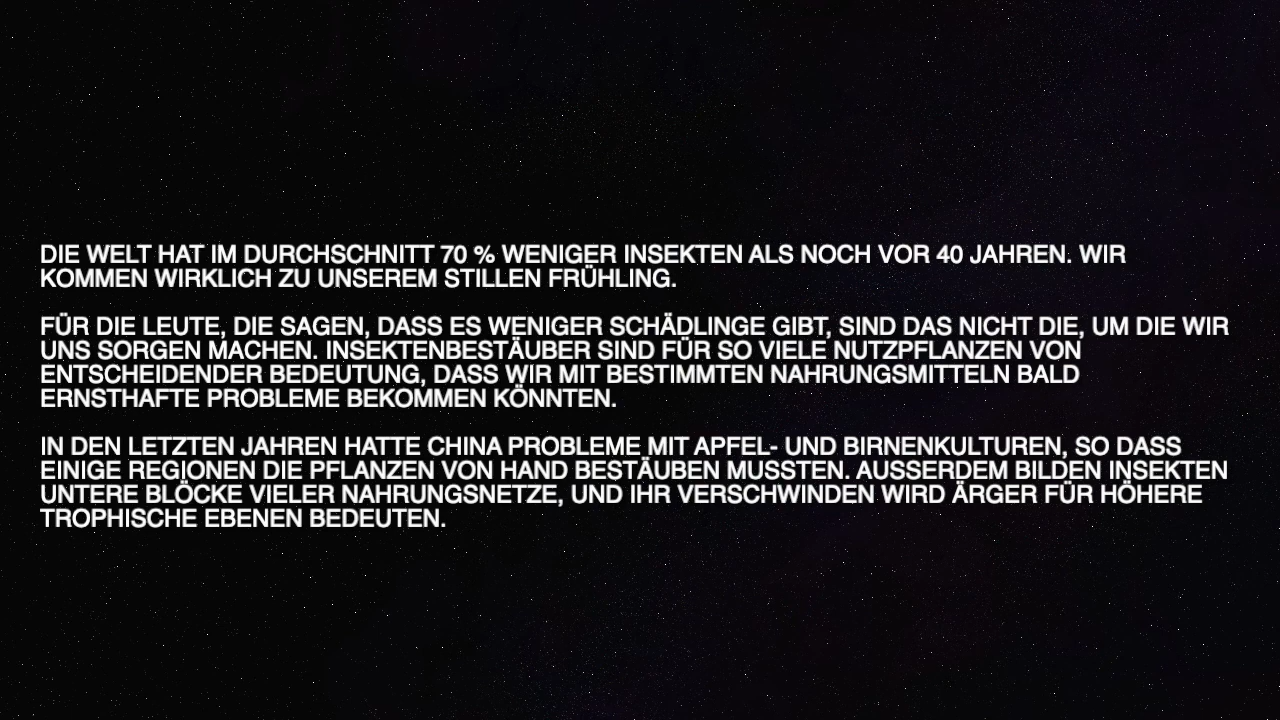 DIE WELT HAT IM DURCHSCHNITT 70 % WENIGER INSEKTEN ALS NOCH VOR 40 JAHREN. WIR
KOMMEN WIRKLICH ZU UNSEREM STILLEN FRÜHLING.
FÜR DIE LEUTE, DIE SAGEN, DASS ES WENIGER SCHÄDLINGE GIBT, SIND DAS NICHT DIE, UM DIE WIR
UNS SORGEN MACHEN. INSEKTENBESTÄUBER SIND FÜR SO VIELE NUTZPFLANZEN VON
ENTSCHEIDENDER BEDEUTUNG, DASS WIR MIT BESTIMMTEN NAHRUNGSMITTELN BALD
ERNSTHAFTE PROBLEME BEKOMMEN KÖNNTEN.
IN DEN LETZTEN JAHREN HATTE CHINA PROBLEME MIT APFEL- UND BIRNENKULTUREN, SO DASS
EINIGE REGIONEN DIE PFLANZEN VON HAND BESTÄUBEN MUSSTEN. AUSSERDEM BILDEN INSEKTEN
UNTERE BLÖCKE VIELER NAHRUNGSNETZE, UND IHR VERSCHWINDEN WIRD ÄRGER FÜR HÖHERE
TROPHISCHE EBENEN BEDEUTEN.